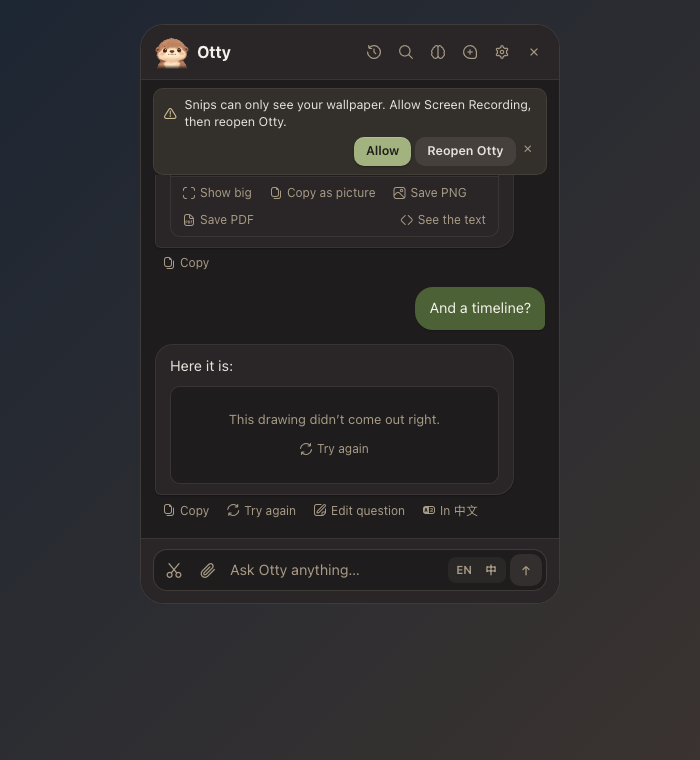 Otty
Snips can only see your wallpaper. Allow Screen Recording,
then reopen Otty.
Allow Reopen Otty
Show big Copy as picture Save PNG
Save PDF See the text
Copy
And a timeline?
Here it is:
This drawing didn't come out right.
Try again
Copy Try again Edit question In 中文
Ask Otty anything... EN 中